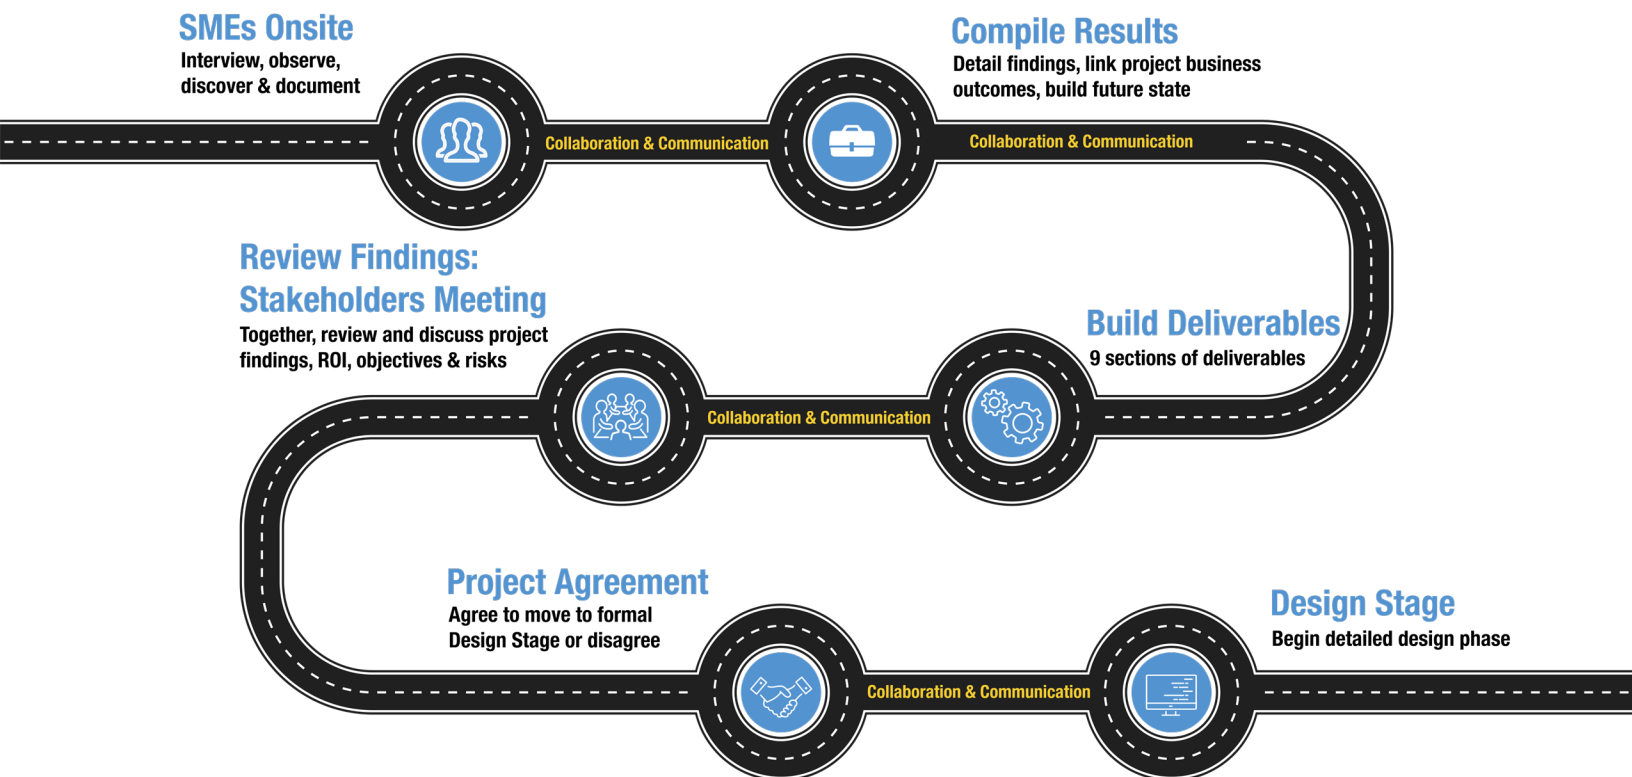 SMEs Onsite
Interview, observe,
discover & document
Collaboration & Communication
Compile Results
Detail findings, link project business
outcomes, build future state
Collaboration & Communication
Build Deliverables
9 sections of deliverables
Collaboration & Communication
Review Findings:
Stakeholders Meeting
Together, review and discuss project
findings, ROI, objectives & risks
Project Agreement
Agree to move to formal
Design Stage or disagree
Collaboration & Communication
Design Stage
Begin detailed design phase